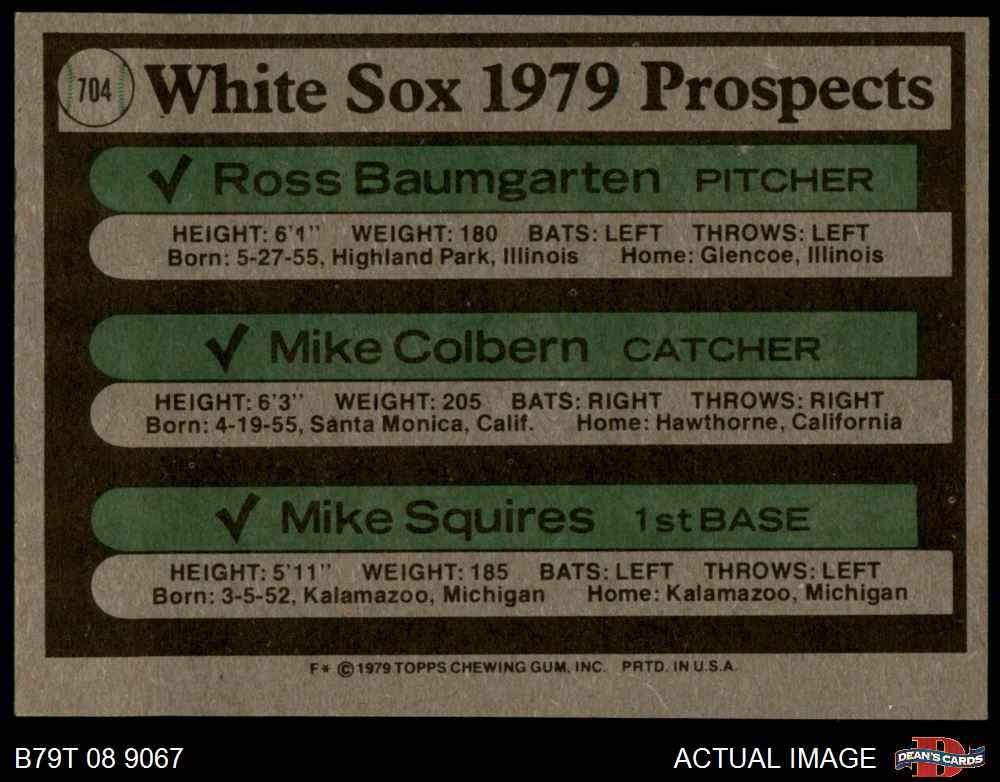 704 White Sox 1979 Prospects
✓ Ross Baumgarten PITCHER
HEIGHT: 6'1" WEIGHT: 180 BATS: LEFT THROWS: LEFT
Born: 5-27-55, Highland Park, Illinois Home: Glencoe, Illinois
✓ Mike Colbern CATCHER
HEIGHT: 6'3" WEIGHT: 205 BATS: RIGHT THROWS: RIGHT
Born: 4-19-55, Santa Monica, Calif. Home: Hawthorne, California
✓ Mike Squires 1st BASE
HEIGHT: 5'11" WEIGHT: 185 BATS: LEFT THROWS: LEFT
Born: 3-5-52, Kalamazoo, Michigan Home: Kalamazoo, Michigan
F* © 1979 TOPPS CHEWING GUM, INC. PRTD. IN U.S.A.
B79T 08 9067 ACTUAL IMAGE D DEAN'S CARDS